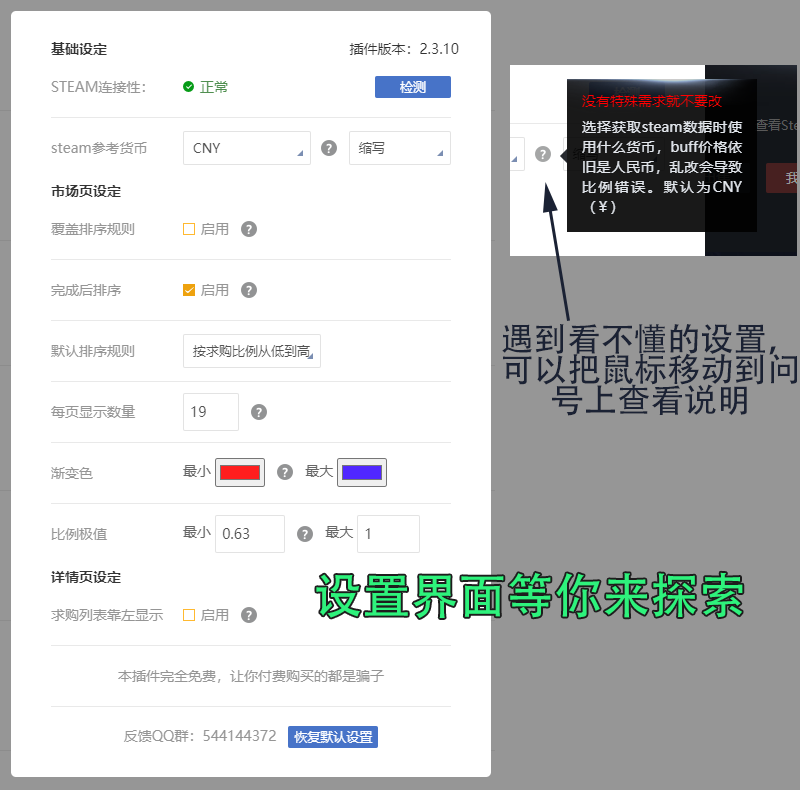 基础设定 插件版本：2.3.10
STEAM连接性： 正常 检测
steam参考货币 CNY ? 缩写
市场页设定
覆盖排序规则 启用 ?
完成后排序 启用 ?
默认排序规则 按求购比例从低到高
每页显示数量 19 ?
渐变色 最小 ? 最大
比例极值 最小 0.63 ? 最大 1
详情页设定
求购列表靠左显示 启用 ?
本插件完全免费，让你付费购买的都是骗子
反馈QQ群：544144372 恢复默认设置
没有特殊需求就不要改
选择获取steam数据时使
用什么货币，buff价格依
旧是人民币，乱改会导致
比例错误。默认为CNY
（¥）
?
查看Ste
我
遇到看不懂的设置，
可以把鼠标移动到问
号上查看说明
设置界面等你来探索